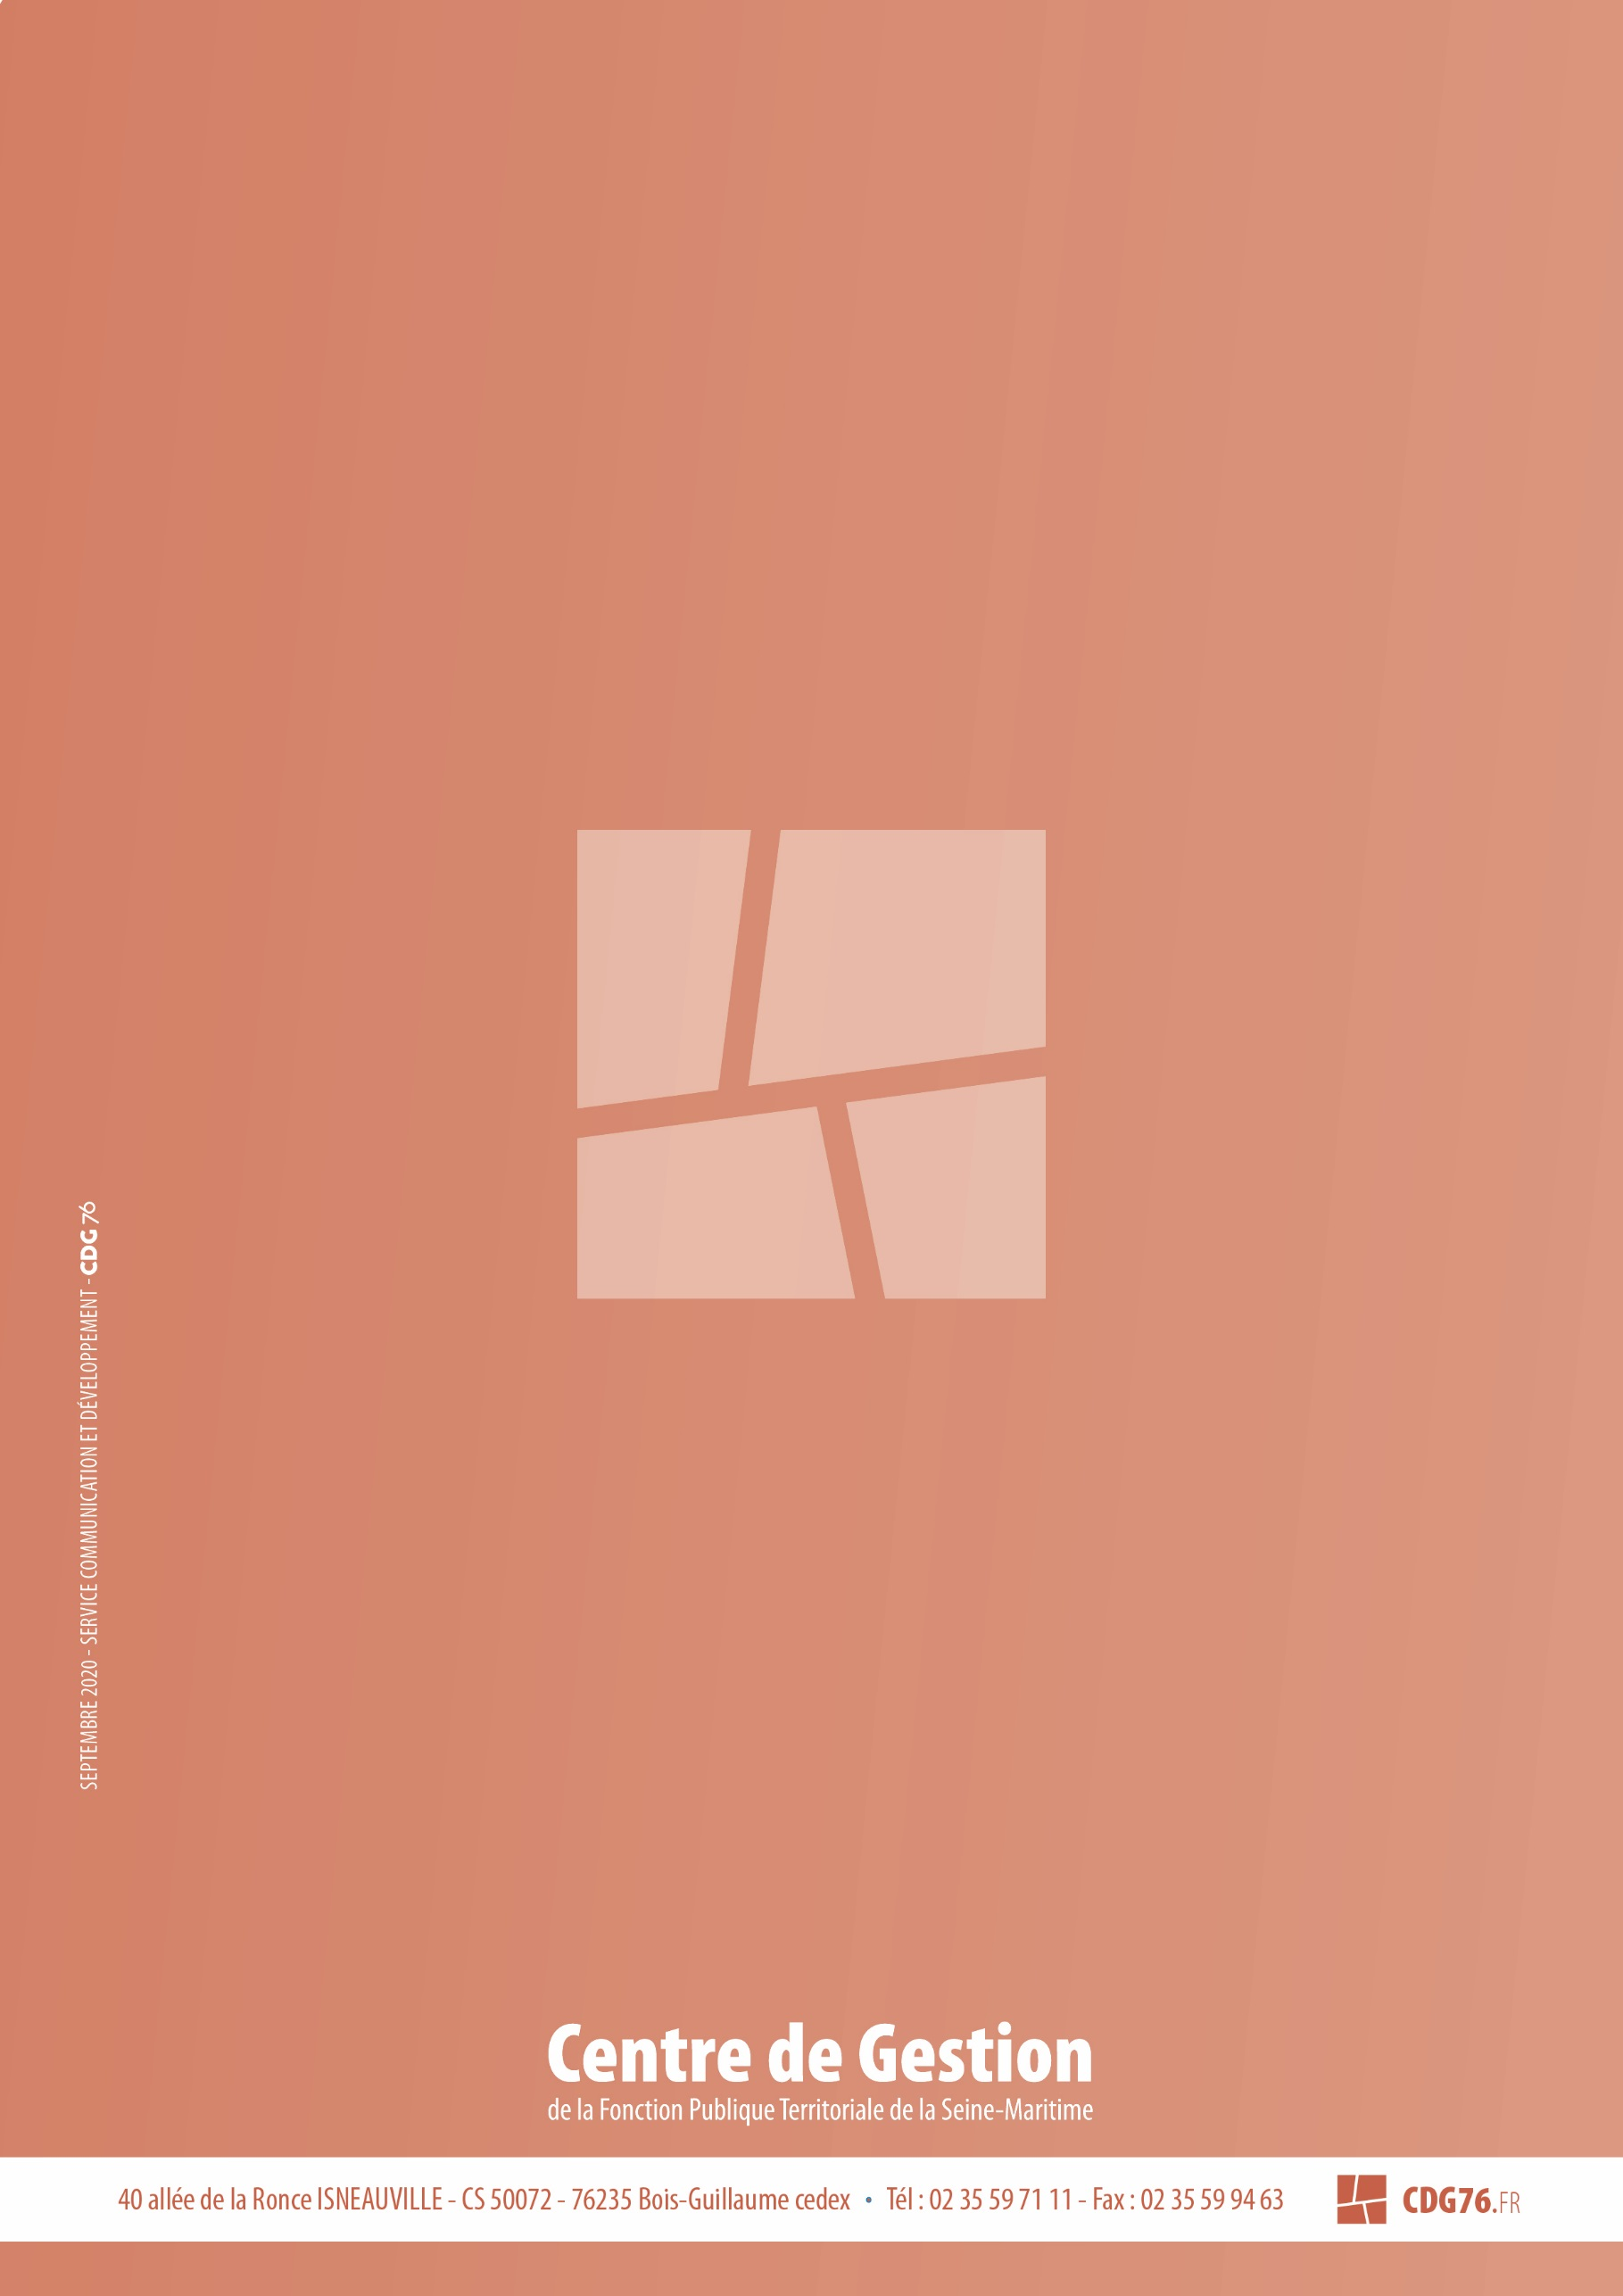 SEPTEMBRE 2020 - SERVICE COMMUNICATION ET DÉVELOPPEMENT - CDG 76
Centre de Gestion
de la Fonction Publique Territoriale de la Seine-Maritime
40 allée de la Ronce ISNEAUVILLE - CS 50072 - 76235 Bois-Guillaume cedex • Tél : 02 35 59 71 11 - Fax : 02 35 59 94 63 CDG76.FR